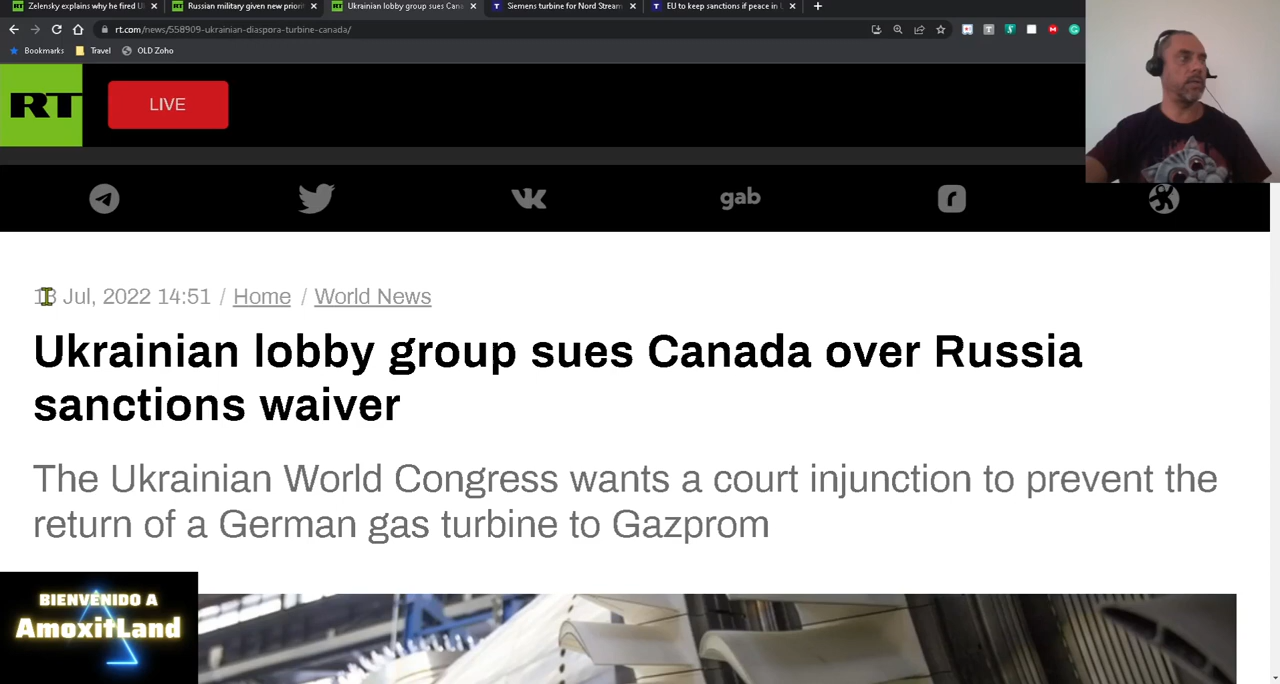 Zelensky explains why he fired U
Russian military given new priori
Ukrainian lobby group sues Cana
Siemens turbine for Nord Stream
EU to keep sanctions if peace in U
rt.com/news/558909-ukrainian-diaspora-turbine-canada/
Bookmarks Travel OLD Zoho
RT LIVE
gab
Jul, 2022 14:51 / Home / World News
Ukrainian lobby group sues Canada over Russia
sanctions waiver
The Ukrainian World Congress wants a court injunction to prevent the
return of a German gas turbine to Gazprom
BIENVENIDO A
AmoxitLand